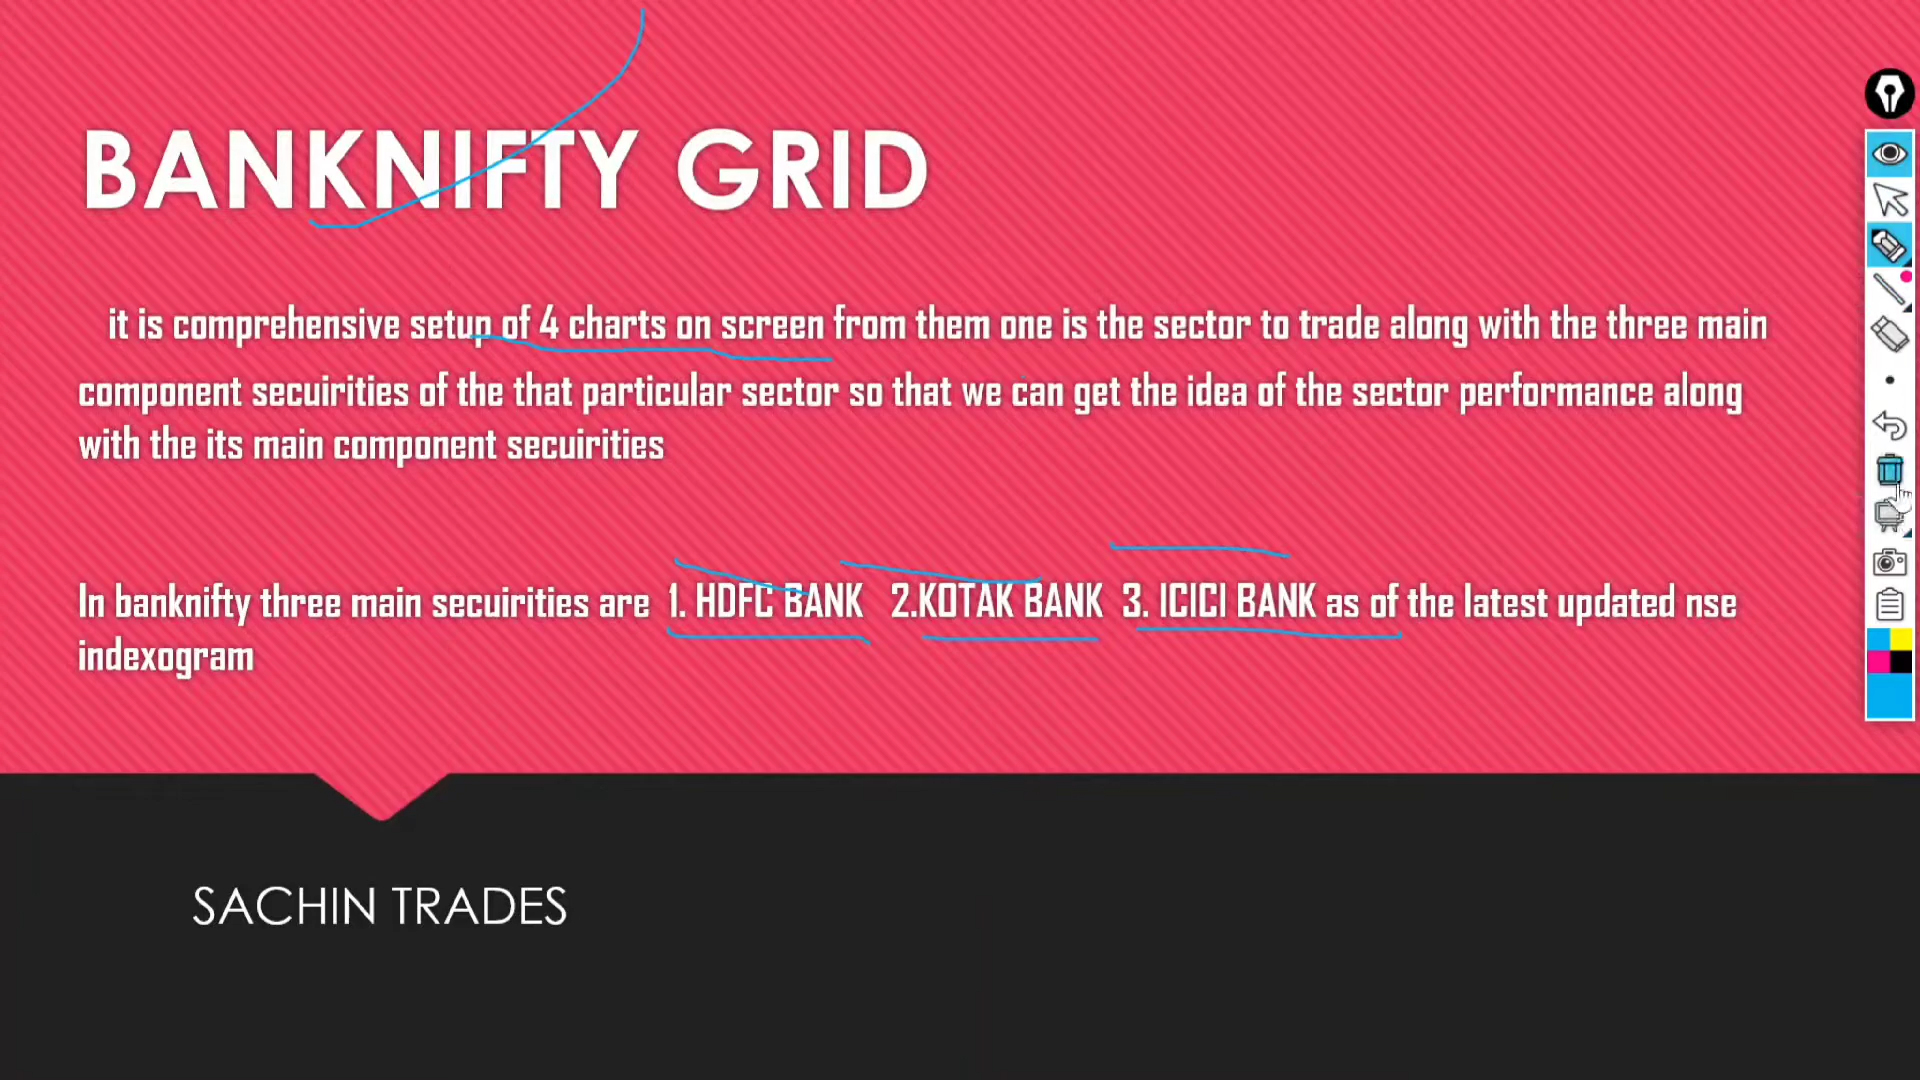 BANKNIFTY GRID
it is comprehensive setup of 4 charts on screen from them one is the sector to trade along with the three main
component secuirities of the that particular sector so that we can get the idea of the sector performance along
with the its main component secuirities
In banknifty three main secuirities are 1. HDFC BANK 2.KOTAK BANK 3. ICICI BANK as of the latest updated nse
indexogram
SACHIN TRADES